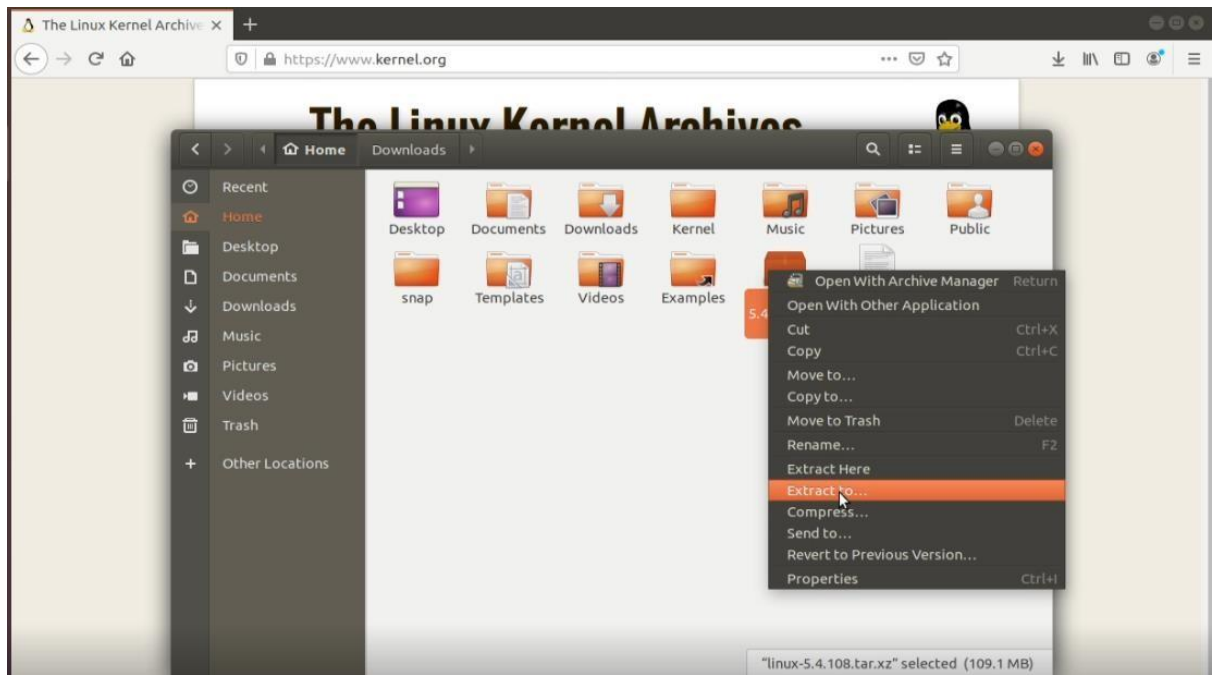 The Linux Kernel Archive
https://www.kernel.org
The Linux Kernel Archives
Home Downloads
Recent
Home
Desktop
Documents
Downloads
Music
Pictures
Videos
Trash
Other Locations
Desktop Documents Downloads Kernel Music Pictures Public
snap Templates Videos Examples
5.4
Open With Archive Manager Return
Open With Other Application
Cut Ctrl+X
Copy Ctrl+C
Move to…
Copy to…
Move to Trash Delete
Rename… F2
Extract Here
Extract to…
Compress…
Send to…
Revert to Previous Version…
Properties Ctrl+I
"linux-5.4.108.tar.xz" selected (109.1 MB)